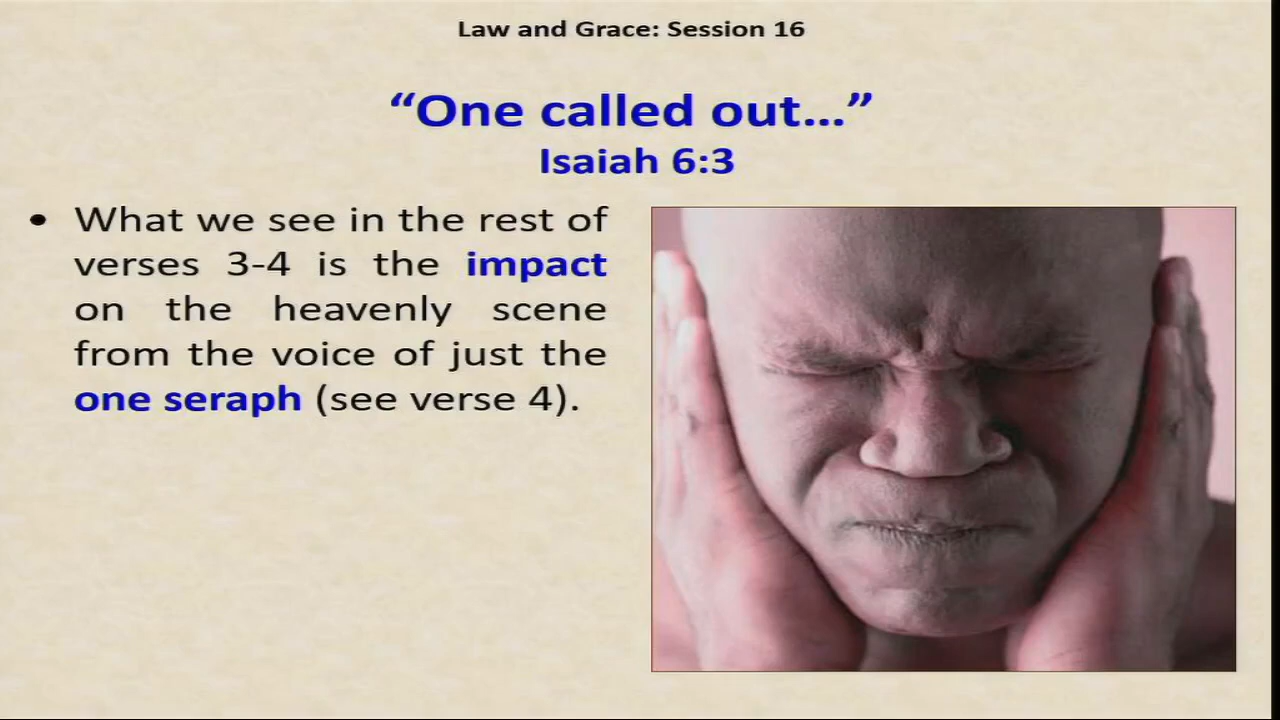 Law and Grace: Session 16
“One called out...”
Isaiah 6:3
• What we see in the rest of
verses 3-4 is the impact
on the heavenly scene
from the voice of just the
one seraph (see verse 4).